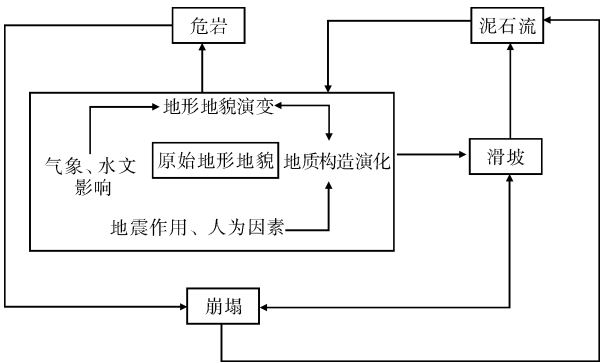 危岩
泥石流
地形地貌演变
气象、水文
影响
原始地形地貌
地质构造演化
滑坡
地震作用、人为因素
崩塌